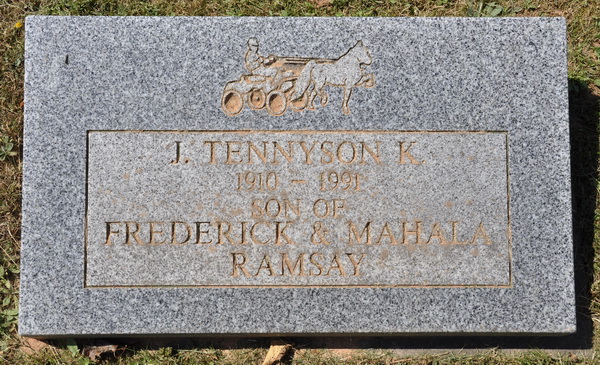 J. TENNYSON K.
1910 - 1991
SON OF
FREDERICK & MAHALA
RAMSAY